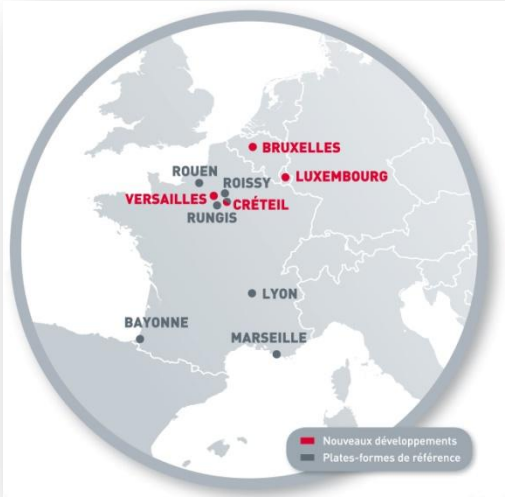 BRUXELLES
LUXEMBOURG
ROUEN
ROISSY
VERSAILLES
CRÉTEIL
RUNGIS
LYON
BAYONNE
MARSEILLE
Nouveaux développements
Plates-formes de référence